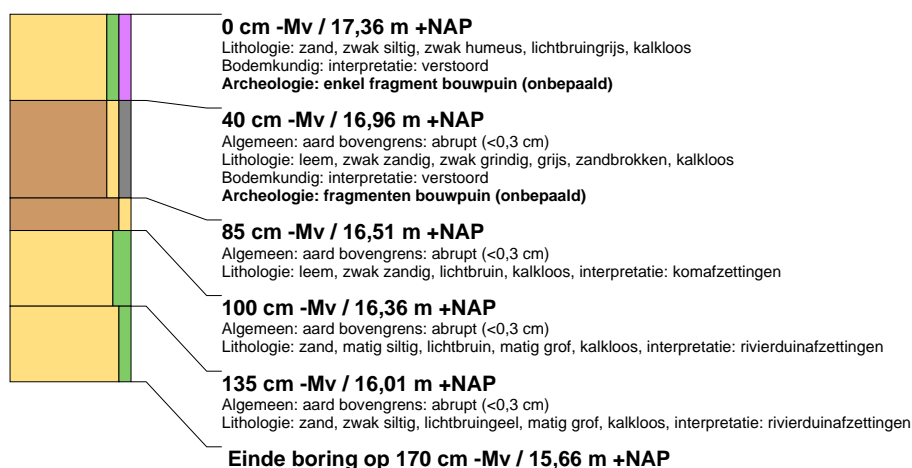 0 cm -Mv / 17,36 m +NAP
Lithologie: zand, zwak siltig, zwak humeus, lichtbruingrijs, kalkloos
Bodemkundig: interpretatie: verstoord
Archeologie: enkel fragment bouwpuin (onbepaald)
40 cm -Mv / 16,96 m +NAP
Algemeen: aard bovengrens: abrupt (<0,3 cm)
Lithologie: leem, zwak zandig, zwak grindig, grijs, zandbrokken, kalkloos
Bodemkundig: interpretatie: verstoord
Archeologie: fragmenten bouwpuin (onbepaald)
85 cm -Mv / 16,51 m +NAP
Algemeen: aard bovengrens: abrupt (<0,3 cm)
Lithologie: leem, zwak zandig, lichtbruin, kalkloos, interpretatie: komafzettingen
100 cm -Mv / 16,36 m +NAP
Algemeen: aard bovengrens: abrupt (<0,3 cm)
Lithologie: zand, matig siltig, lichtbruin, matig grof, kalkloos, interpretatie: rivierduinafzettingen
135 cm -Mv / 16,01 m +NAP
Algemeen: aard bovengrens: abrupt (<0,3 cm)
Lithologie: zand, zwak siltig, lichtbruingeel, matig grof, kalkloos, interpretatie: rivierduinafzettingen
Einde boring op 170 cm -Mv / 15,66 m +NAP